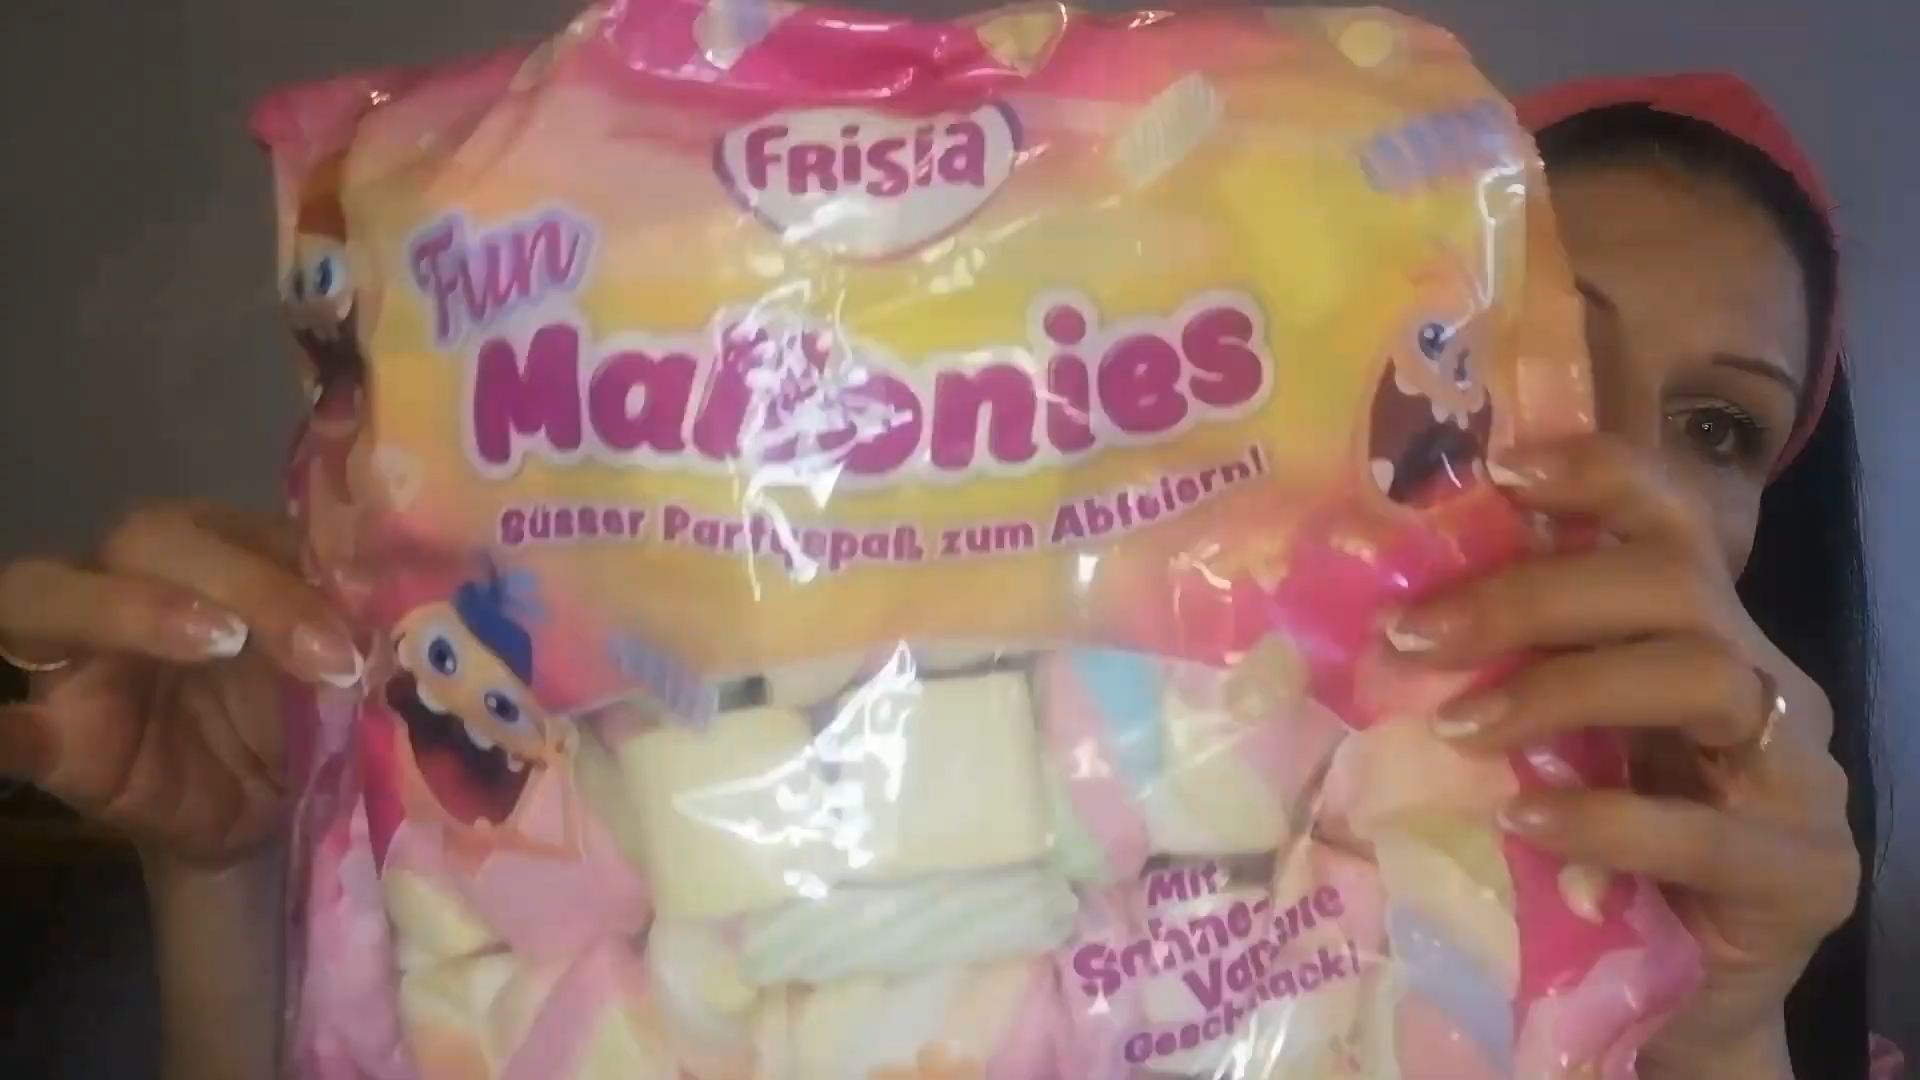 FRiSia
Fun
Mallonies
Süsser Partyspaß zum Abfeiern!
Mit
Sahne-
Vanille
Geschmack!